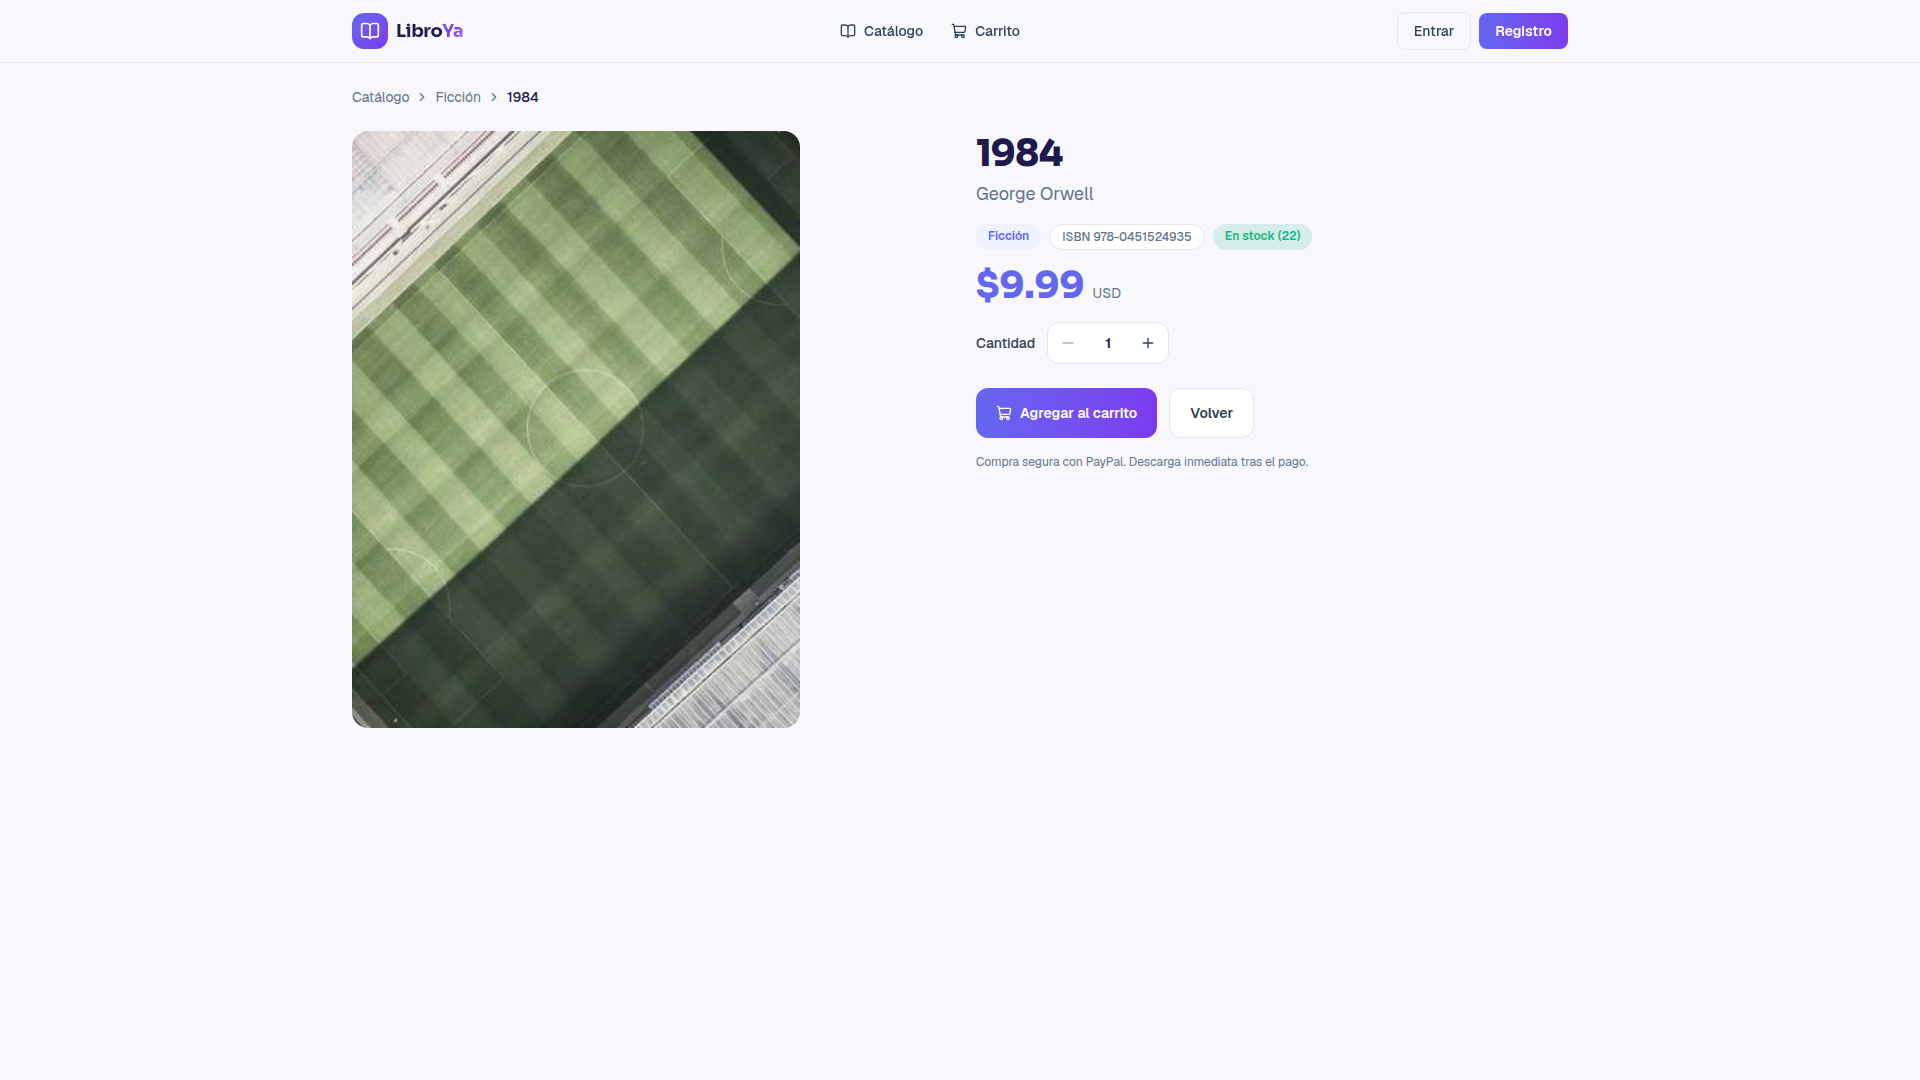 LibroYa
Catálogo
Carrito
Entrar
Registro
Catálogo > Ficción > 1984
1984
George Orwell
Ficción
ISBN 978-0451524935
En stock (22)
$9.99 USD
Cantidad
− 1 +
Agregar al carrito
Volver
Compra segura con PayPal. Descarga inmediata tras el pago.